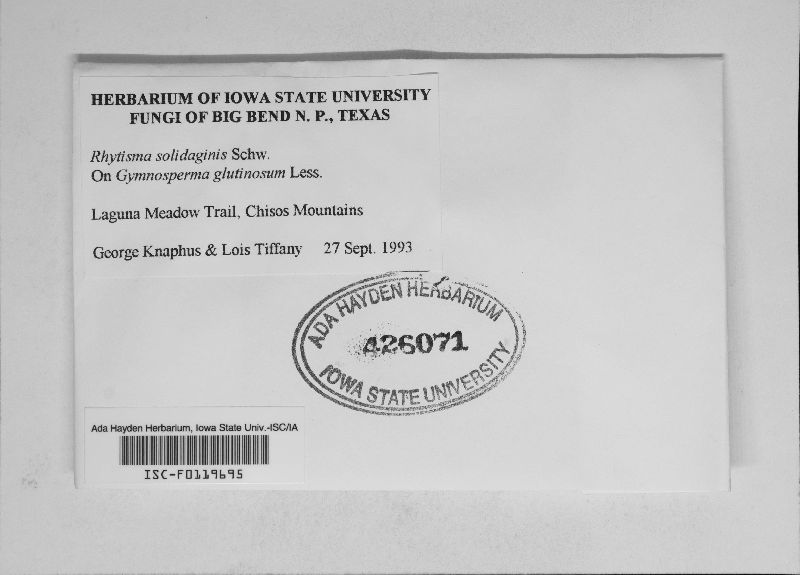 HERBARIUM OF IOWA STATE UNIVERSITY
FUNGI OF BIG BEND N. P., TEXAS
Rhytisma solidaginis Schw.
On Gymnosperma glutinosum Less.
Laguna Meadow Trail, Chisos Mountains
George Knaphus & Lois Tiffany 27 Sept. 1993
ADA HAYDEN HERBARIUM
426071
IOWA STATE UNIVERSITY
Ada Hayden Herbarium, Iowa State Univ.-ISC/IA
ISC-F0119695